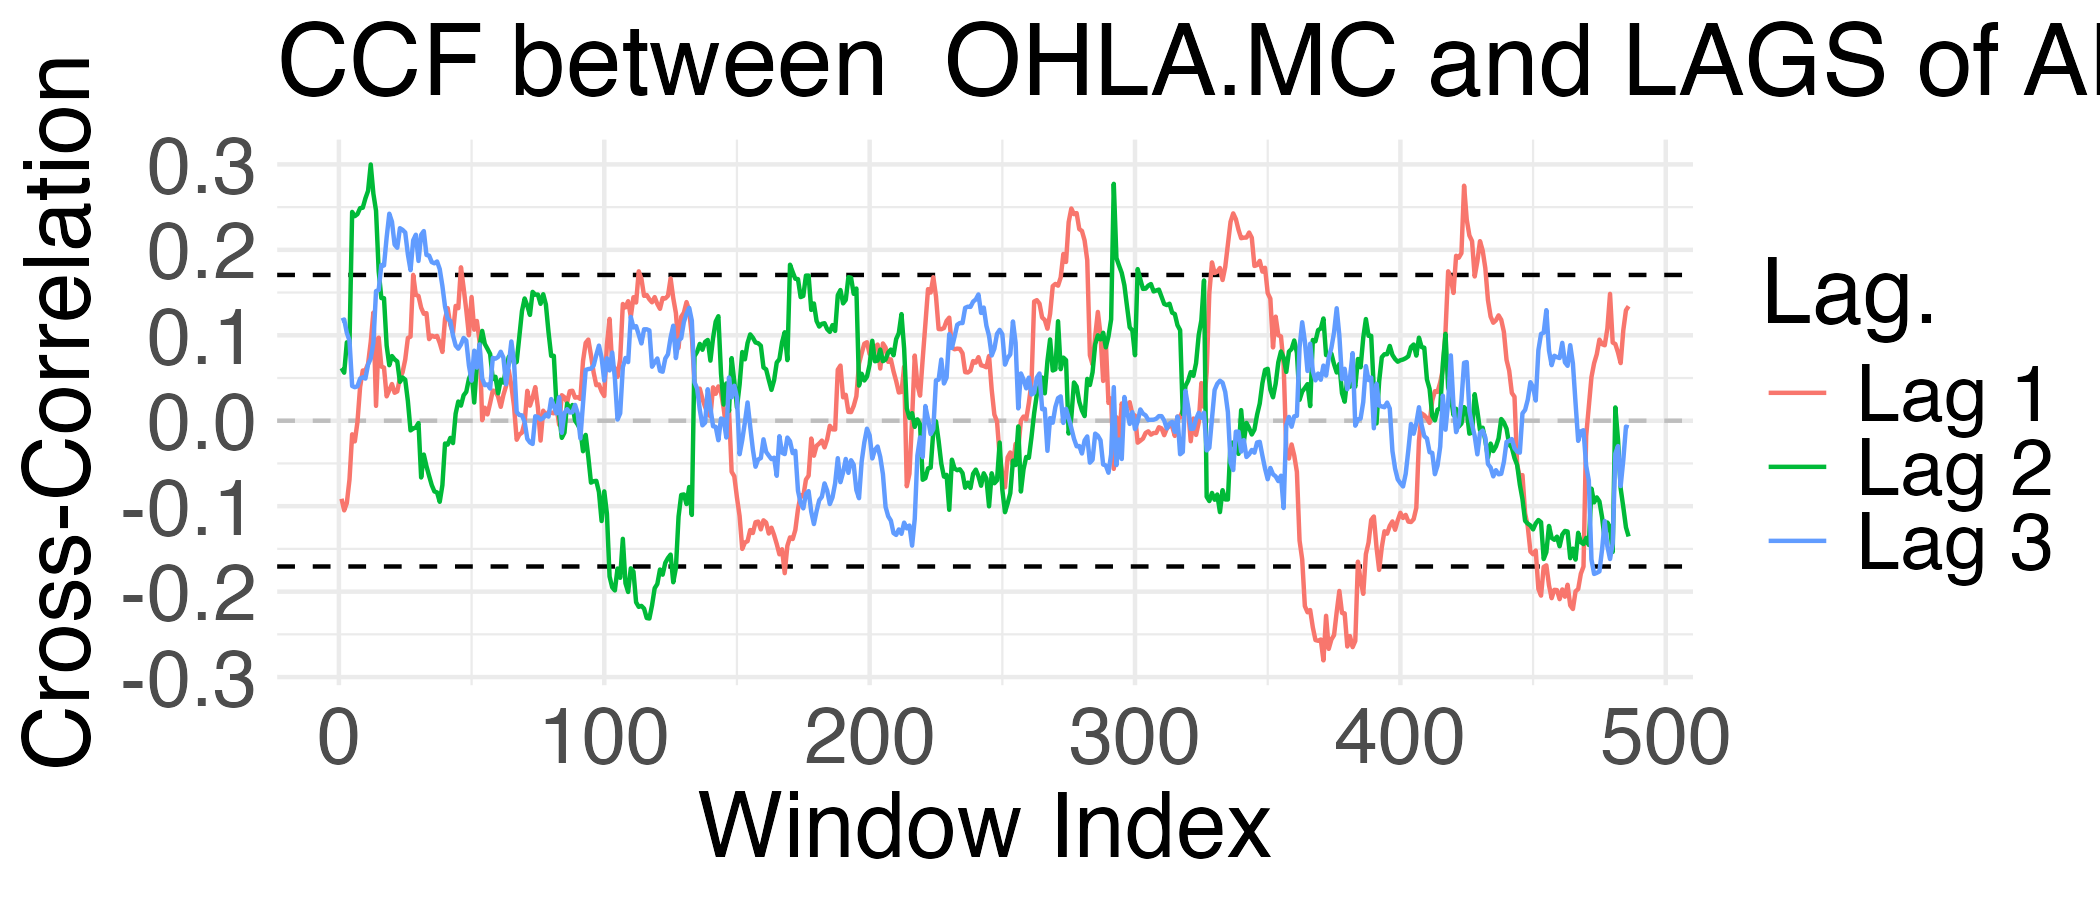 CCF between OHLA.MC and LAGS of
Cross-Correlation
0.3
0.2
0.1
0.0
-0.1
-0.2
-0.3
0 100 200 300 400 500
Window Index
Lag.
Lag 1
Lag 2
Lag 3